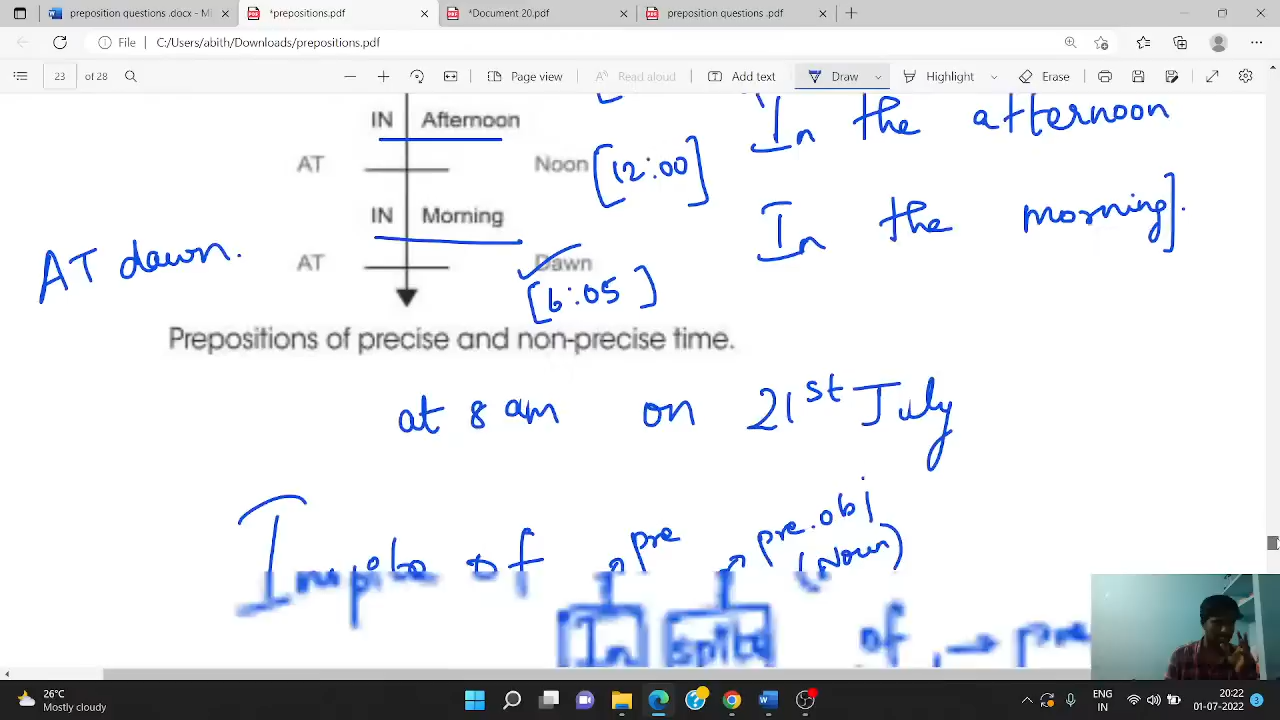 preposition questions .docx - Mi
*prepositions.pdf
*Document 20.pdf
preposition questions .pdf
File C:/Users/abith/Downloads/prepositions.pdf
23 of 28
Page view
Read aloud
Add text
Draw
Highlight
Erase
IN Afternoon
In the afternoon
AT Noon [12:00]
IN Morning
In the morning].
AT dawn.
AT Dawn
[6:05]
Prepositions of precise and non-precise time.
at 8 am on 21st July
Inspite of
pre
pre.obj
(Noun)
In spite of → pre
26°C
Mostly cloudy
ENG
IN
20:22
01-07-2022
3